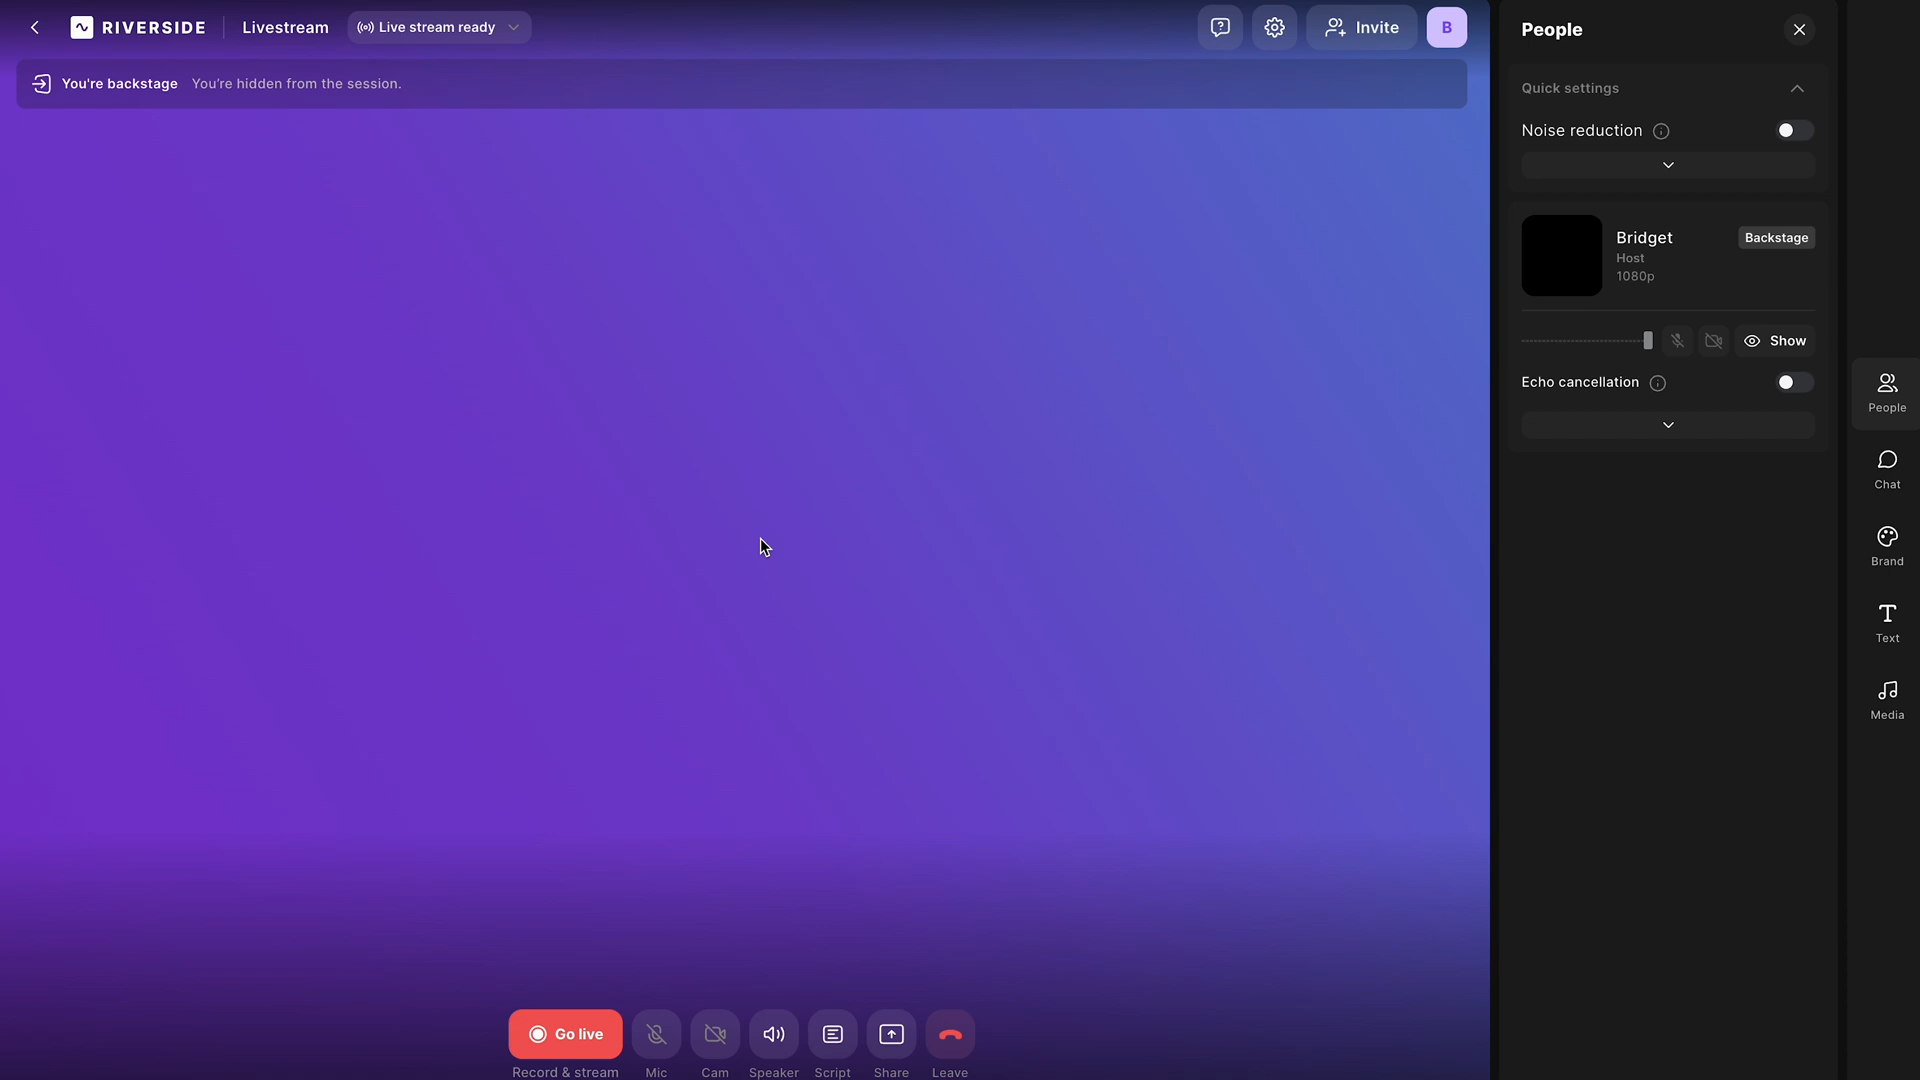 RIVERSIDE
Livestream
Live stream ready
Invite
B
You're backstage You're hidden from the session.
People
Quick settings
Noise reduction
Bridget
Backstage
Host
1080p
Show
Echo cancellation
People
Chat
Brand
Text
Media
Go live
Record & stream
Mic
Cam
Speaker
Script
Share
Leave